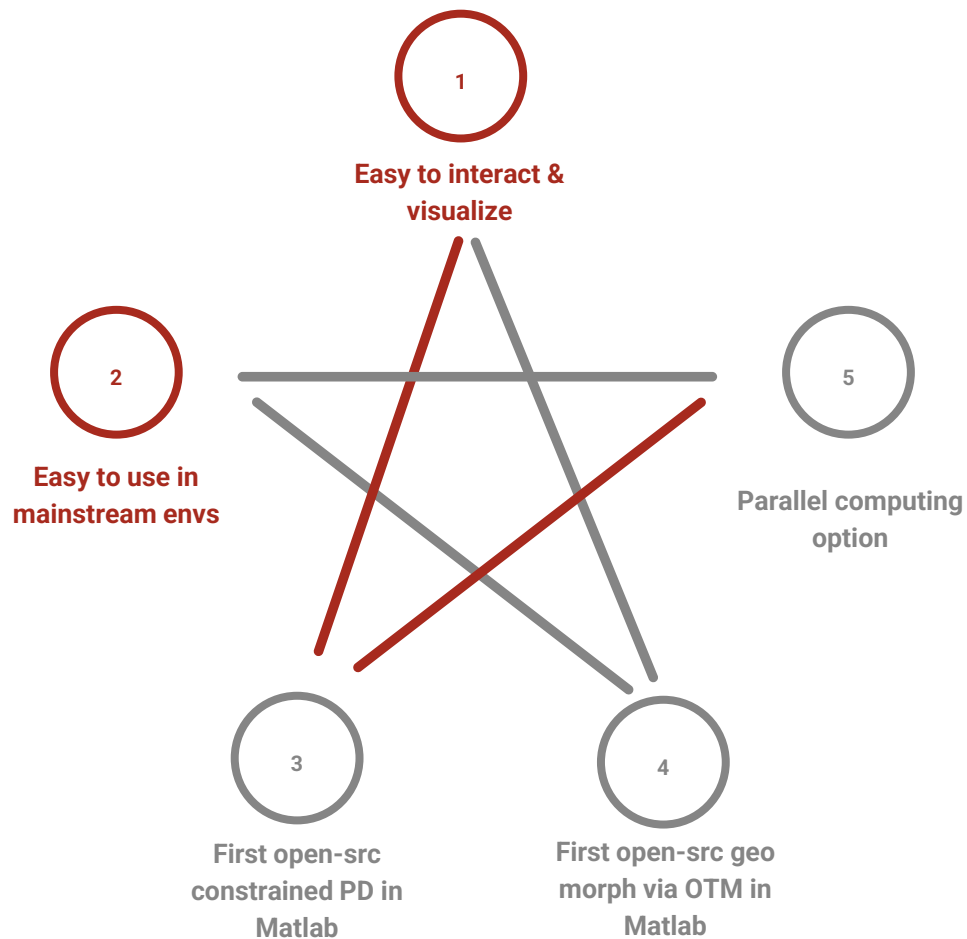 1
Easy to interact &
visualize
2
Easy to use in
mainstream envs
5
Parallel computing
option
3
First open-src
constrained PD in
Matlab
4
First open-src geo
morph via OTM in
Matlab